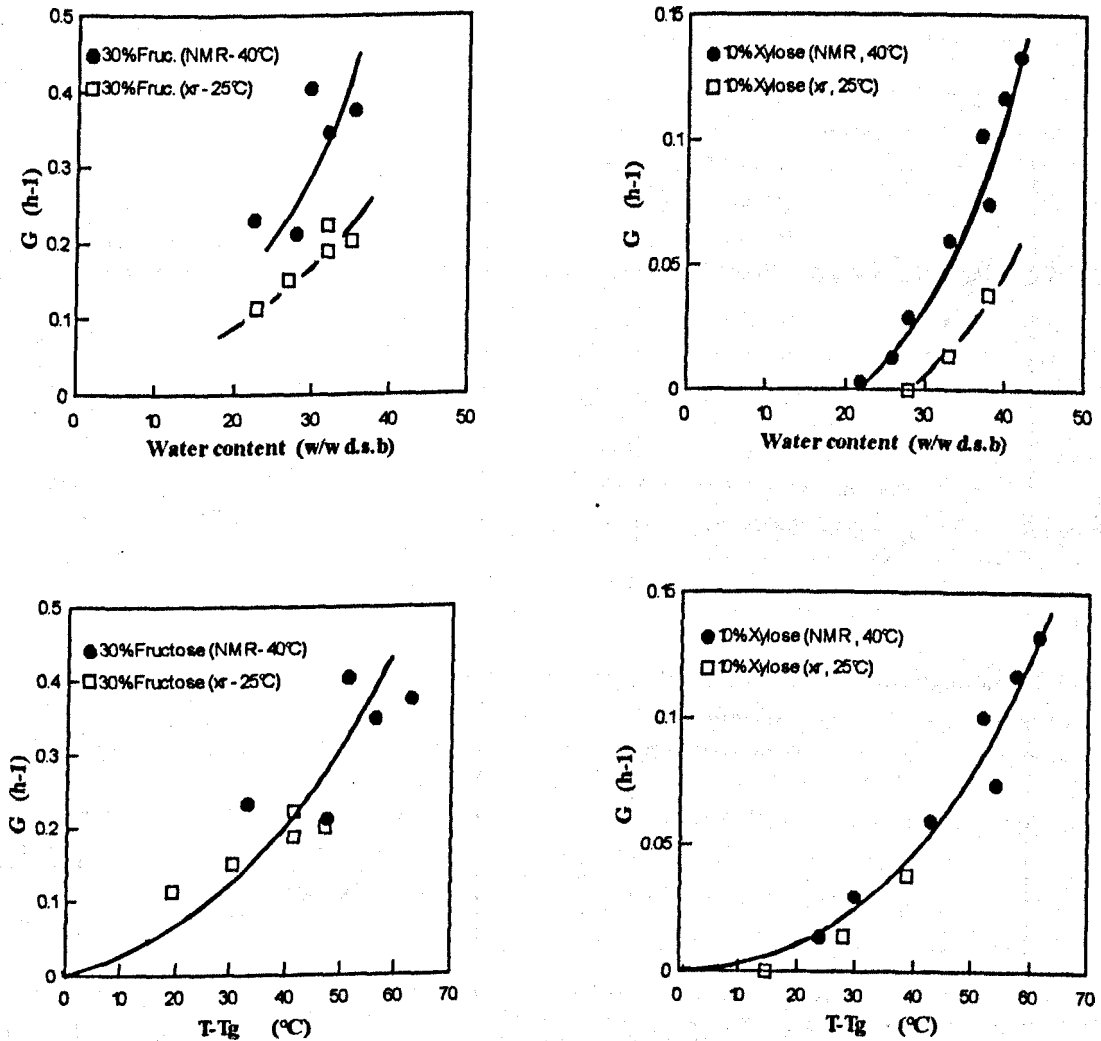 0.5
● 30%Fruc. (NMR- 40°C)
□ 30%Fruc. (xr - 25°C)
0.4
0.3
0.2
0.1
0
G (h-1)
0 10 20 30 40 50
Water content (w/w d.s.b)
0.15
● 10%Xylose (NMR, 40°C)
□ 10%Xylose (xr, 25°C)
0.1
0.05
0
G (h-1)
0 10 20 30 40 50
Water content (w/w d.s.b)
0.5
● 30%Fructose (NMR- 40°C)
□ 30%Fructose (xr - 25°C)
0.4
0.3
0.2
0.1
0
G (h-1)
0 10 20 30 40 50 60 70
T-Tg (°C)
0.15
● 10%Xylose (NMR, 40°C)
□ 10%Xylose (xr, 25°C)
0.1
0.05
0
G (h-1)
0 10 20 30 40 50 60 70
T-Tg (°C)